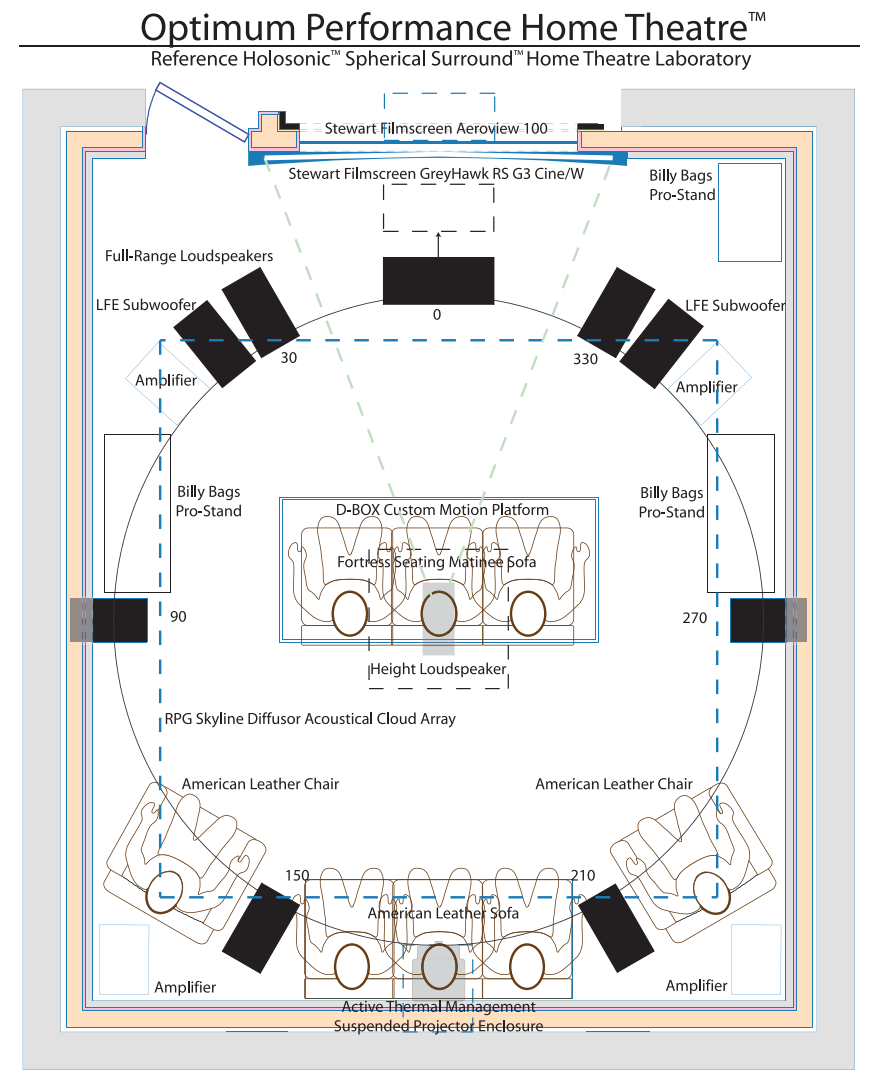 Optimum Performance Home Theatre™
Reference Holosonic™ Spherical Surround™ Home Theatre Laboratory
Stewart Filmscreen Aeroview 100
Stewart Filmscreen GreyHawk RS G3 Cine/W
Billy Bags
Pro-Stand
Full-Range Loudspeakers
LFE Subwoofer
LFE Subwoofer
0
30
330
Amplifier
Amplifier
Billy Bags
Pro-Stand
Billy Bags
Pro-Stand
D-BOX Custom Motion Platform
Fortress Seating Matinee Sofa
90
270
Height Loudspeaker
RPG Skyline Diffusor Acoustical Cloud Array
American Leather Chair
American Leather Chair
150
210
American Leather Sofa
Amplifier
Amplifier
Active Thermal Management
Suspended Projector Enclosure